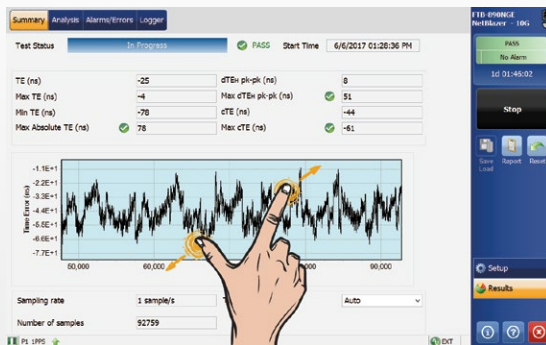 Summary Analysis Alarms/Errors Logger
FTB-890NGE
NetBlazer - 10G
Test Status In Progress PASS Start Time 6/6/2017 01:28:36 PM
PASS
No Alarm
1d 01:46:02
TE (ns) -25 dTEH pk-pk (ns) 8
Max TE (ns) -4 Max dTEH pk-pk (ns) 51
Min TE (ns) -78 cTE (ns) -44
Max Absolute TE (ns) 78 Max cTE (ns) -61
Stop
Save
Load
Report
Reset
Time Error (ns)
-1.1E+1
-2.2E+1
-3.3E+1
-4.4E+1
-5.5E+1
-6.6E+1
-7.7E+1
50,000 60,000 90,000
Setup
Results
Sampling rate 1 sample/s Auto
Number of samples 92759
P1 1PPS EXT